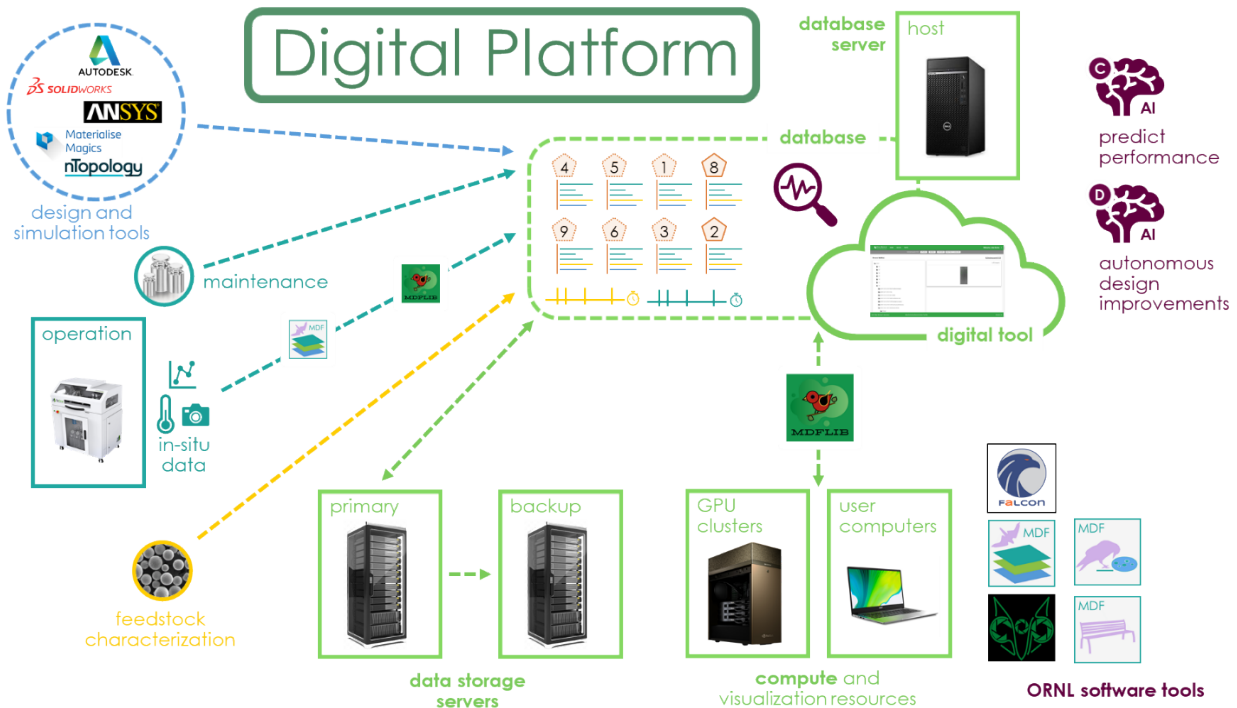 Digital Platform
AUTODESK
SOLIDWORKS
ANSYS
Materialise
Magics
nTopology
design and
simulation tools
maintenance
operation
in-situ
data
MDF
MDFLIB
feedstock
characterization
database
server
host
database
4
5
1
8
9
6
3
2
digital tool
C
AI
predict
performance
D
AI
autonomous
design
improvements
MDFLIB
primary
backup
data storage
servers
GPU
clusters
user
computers
compute and
visualization resources
FALCON
MDF
MDF
MDF
ORNL software tools